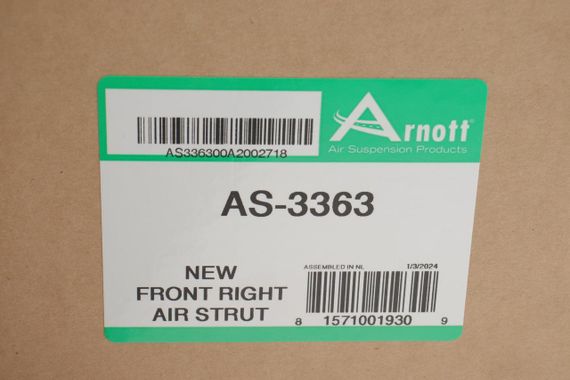 AS336300A2002718
Arnott®
Air Suspension Products
AS-3363
NEW
FRONT RIGHT
AIR STRUT
ASSEMBLED IN NL 1/3/2024
8 1571001930 9